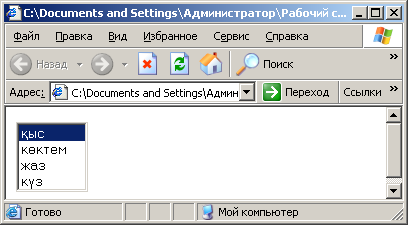 C:\Documents and Settings\Администратор\Рабочий с...
Файл Правка Вид Избранное Сервис Справка
Назад Поиск
Адрес: C:\Documents and Settings\Админ Переход Ссылки
қыс
көктем
жаз
күз
Готово Мой компьютер